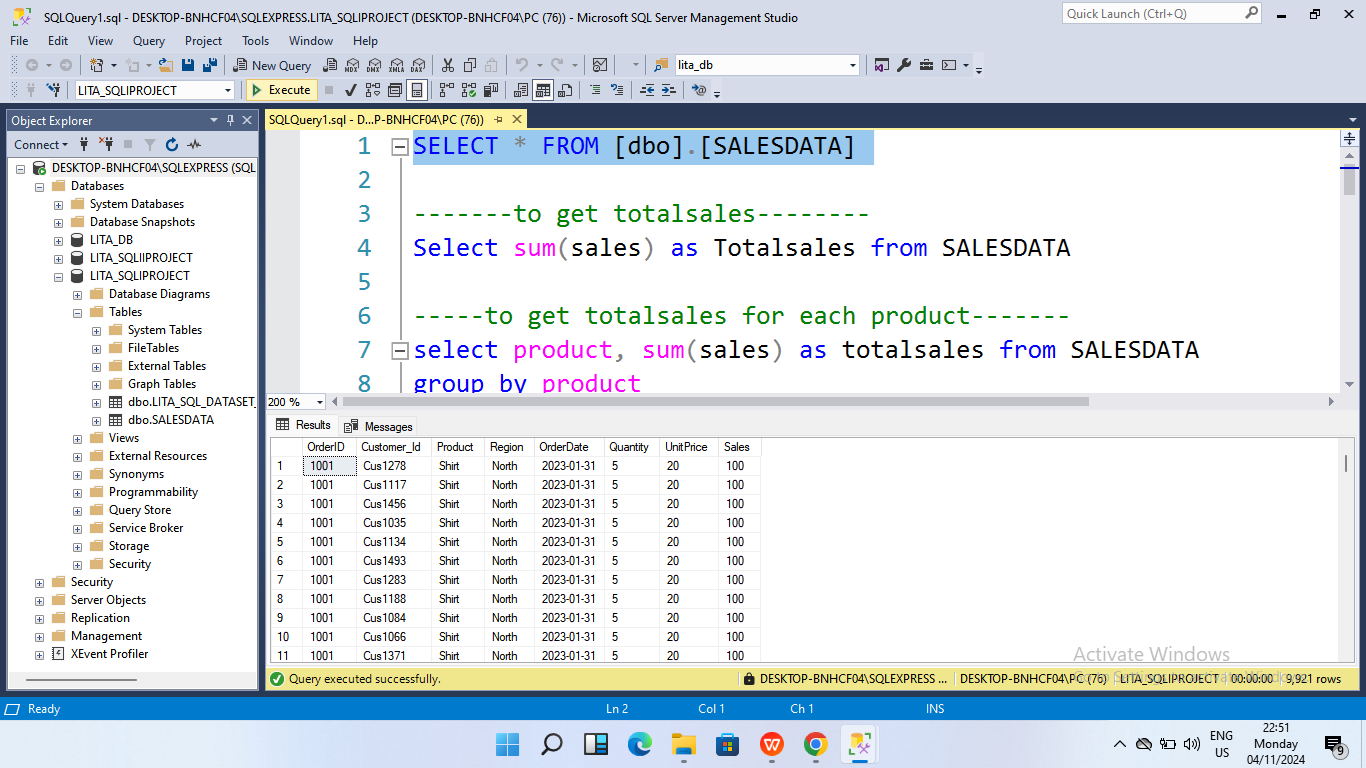 SQLQuery1.sql - DESKTOP-BNHCF04\SQLEXPRESS.LITA_SQLIPROJECT (DESKTOP-BNHCF04\PC (76)) - Microsoft SQL Server Management Studio
Quick Launch (Ctrl+Q)
File Edit View Query Project Tools Window Help
New Query MDX DMX XMLA DAX lita_db
LITA_SQLIPROJECT Execute
Object Explorer
Connect
DESKTOP-BNHCF04\SQLEXPRESS (SQL
Databases
System Databases
Database Snapshots
LITA_DB
LITA_SQLIIPROJECT
LITA_SQLIPROJECT
Database Diagrams
Tables
System Tables
FileTables
External Tables
Graph Tables
dbo.LITA_SQL_DATASET_
dbo.SALESDATA
Views
External Resources
Synonyms
Programmability
Query Store
Service Broker
Storage
Security
Security
Server Objects
Replication
Management
XEvent Profiler
SQLQuery1.sql - D...P-BNHCF04\PC (76))
1 SELECT * FROM [dbo].[SALESDATA]
2
3 -------to get totalsales--------
4 Select sum(sales) as Totalsales from SALESDATA
5
6 -----to get totalsales for each product-------
7 select product, sum(sales) as totalsales from SALESDATA
8 group by product
200 %
Results Messages
OrderID Customer_Id Product Region OrderDate Quantity UnitPrice Sales
1 1001 Cus1278 Shirt North 2023-01-31 5 20 100
2 1001 Cus1117 Shirt North 2023-01-31 5 20 100
3 1001 Cus1456 Shirt North 2023-01-31 5 20 100
4 1001 Cus1035 Shirt North 2023-01-31 5 20 100
5 1001 Cus1134 Shirt North 2023-01-31 5 20 100
6 1001 Cus1493 Shirt North 2023-01-31 5 20 100
7 1001 Cus1283 Shirt North 2023-01-31 5 20 100
8 1001 Cus1188 Shirt North 2023-01-31 5 20 100
9 1001 Cus1084 Shirt North 2023-01-31 5 20 100
10 1001 Cus1066 Shirt North 2023-01-31 5 20 100
11 1001 Cus1371 Shirt North 2023-01-31 5 20 100
Activate Windows
Go to Settings to activate Windows.
Query executed successfully. DESKTOP-BNHCF04\SQLEXPRESS ... DESKTOP-BNHCF04\PC (76) LITA_SQLIPROJECT 00:00:00 9,921 rows
Ready Ln 2 Col 1 Ch 1 INS
ENG
US
22:51
Monday
04/11/2024
9